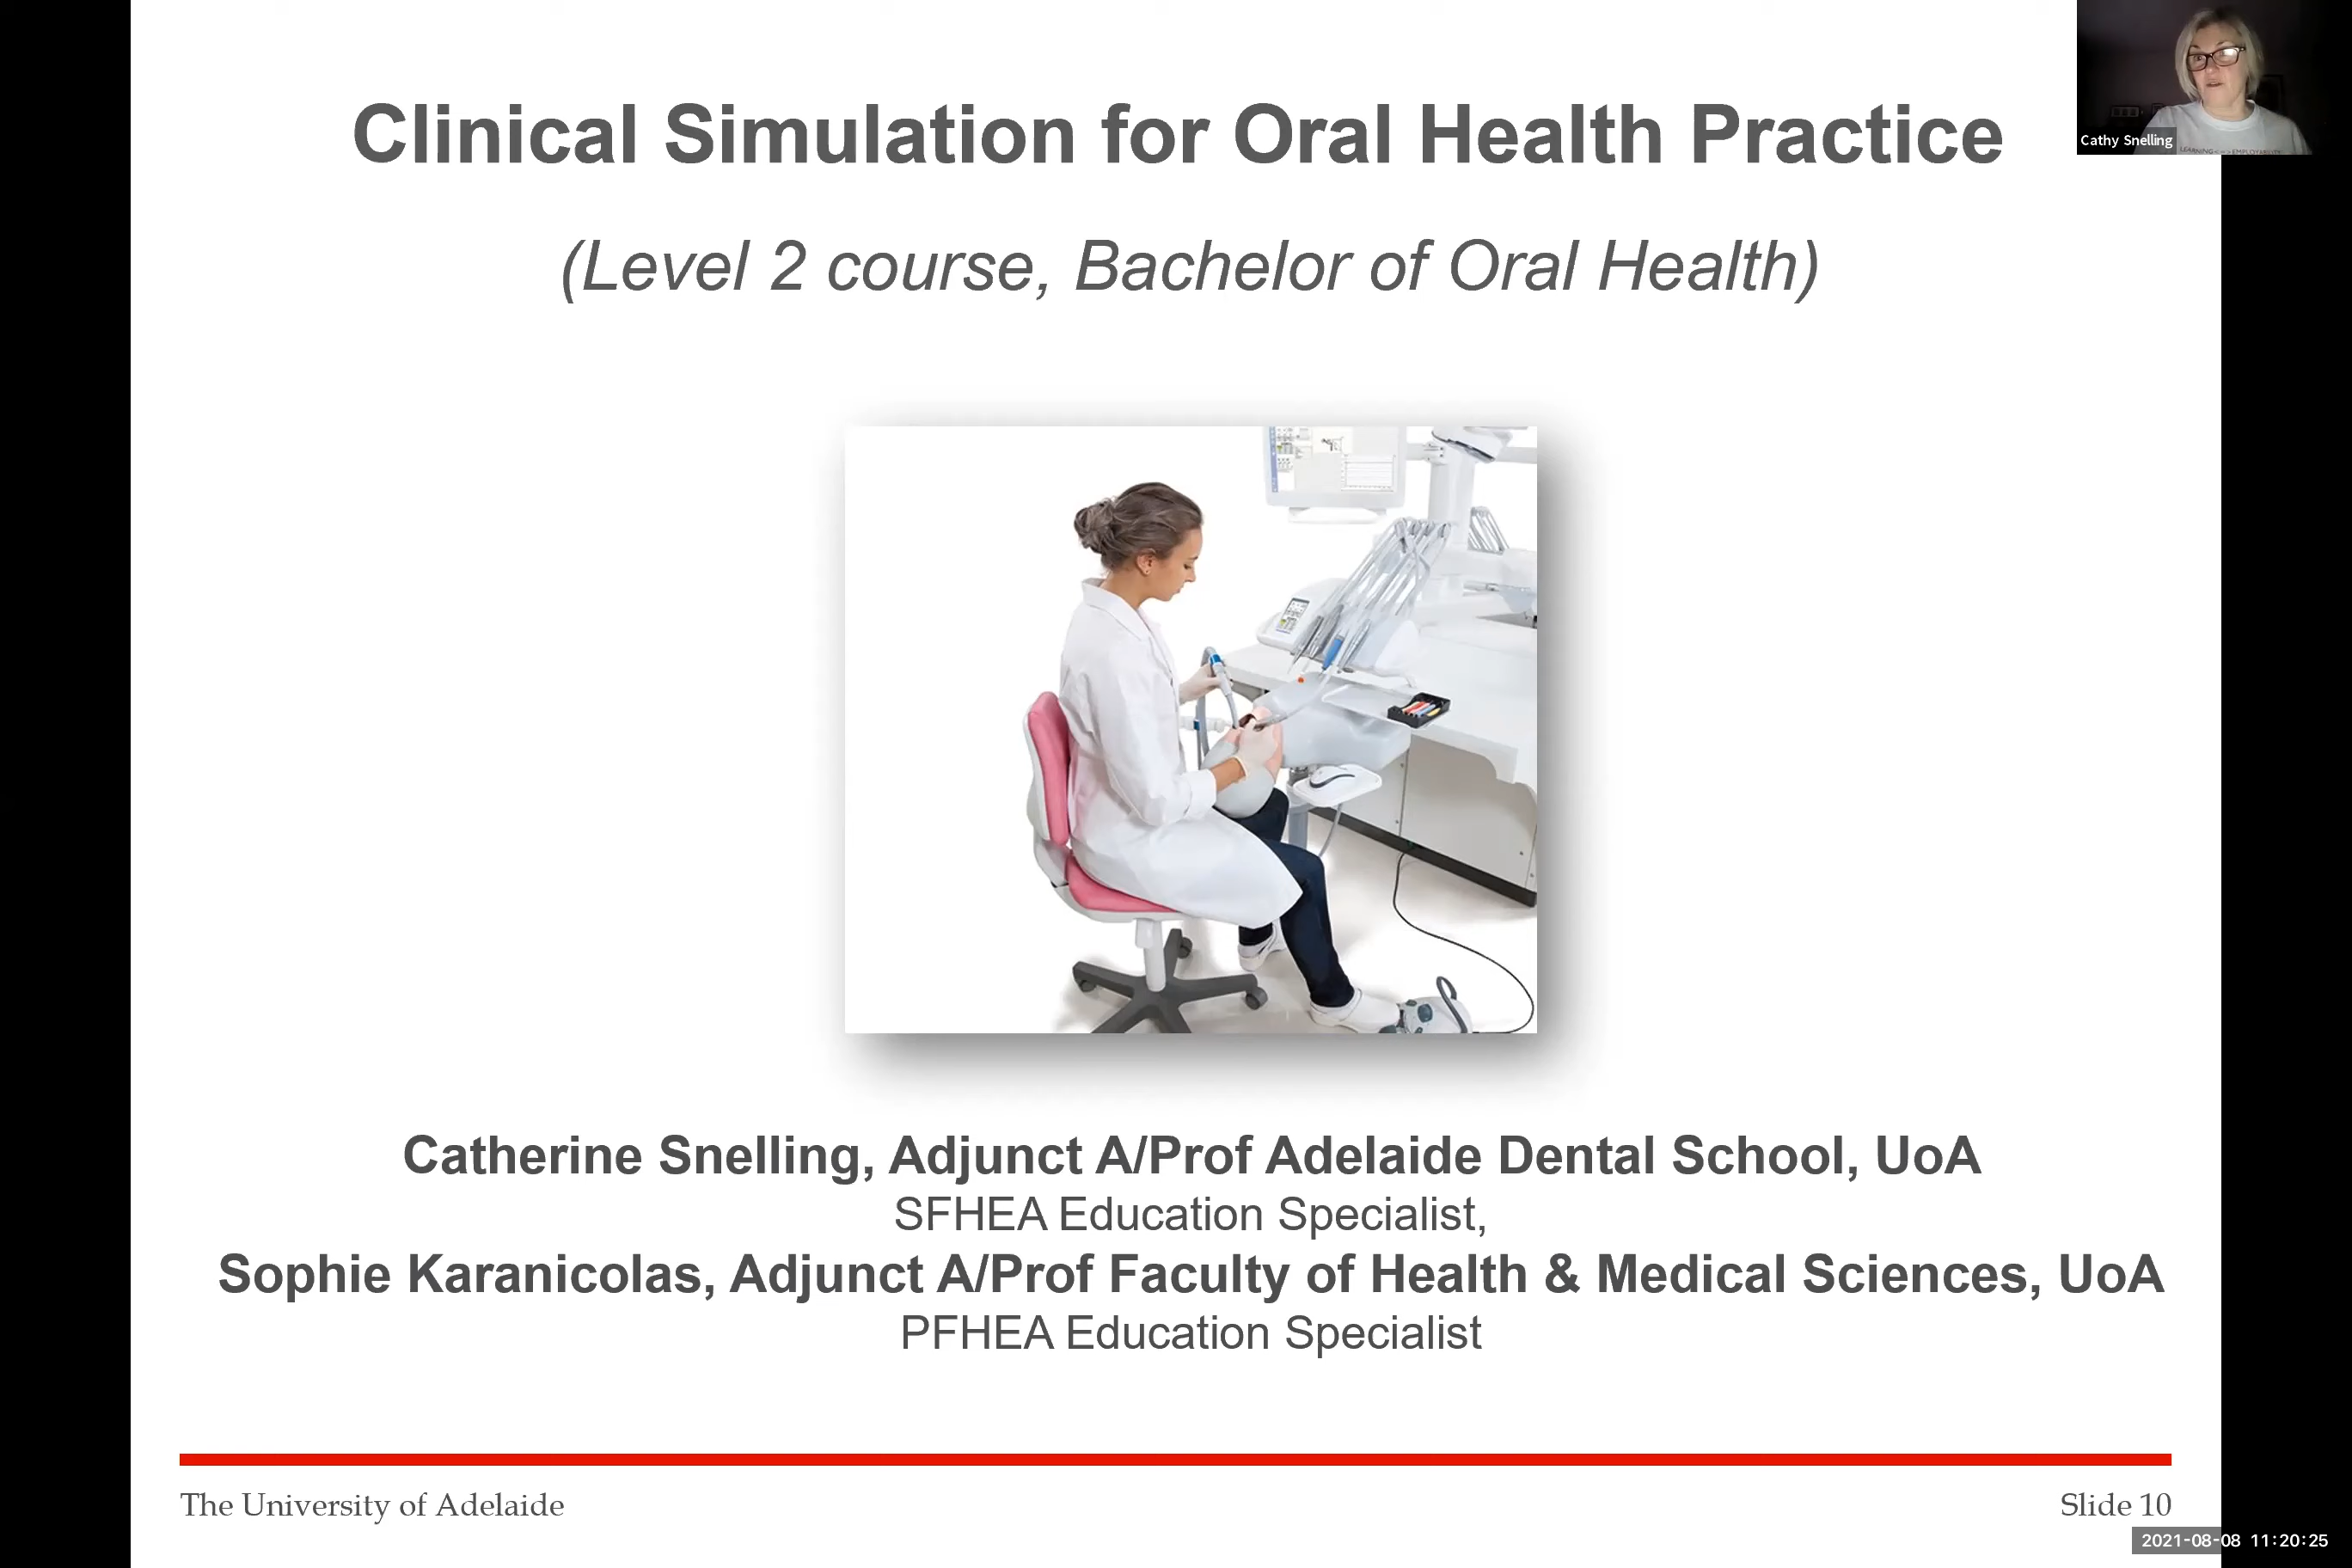 Clinical Simulation for Oral Health Practice
(Level 2 course, Bachelor of Oral Health)
Cathy Snelling
Catherine Snelling, Adjunct A/Prof Adelaide Dental School, UoA
SFHEA Education Specialist,
Sophie Karanicolas, Adjunct A/Prof Faculty of Health & Medical Sciences, UoA
PFHEA Education Specialist
The University of Adelaide
Slide 10
2021-08-08 11:20:25